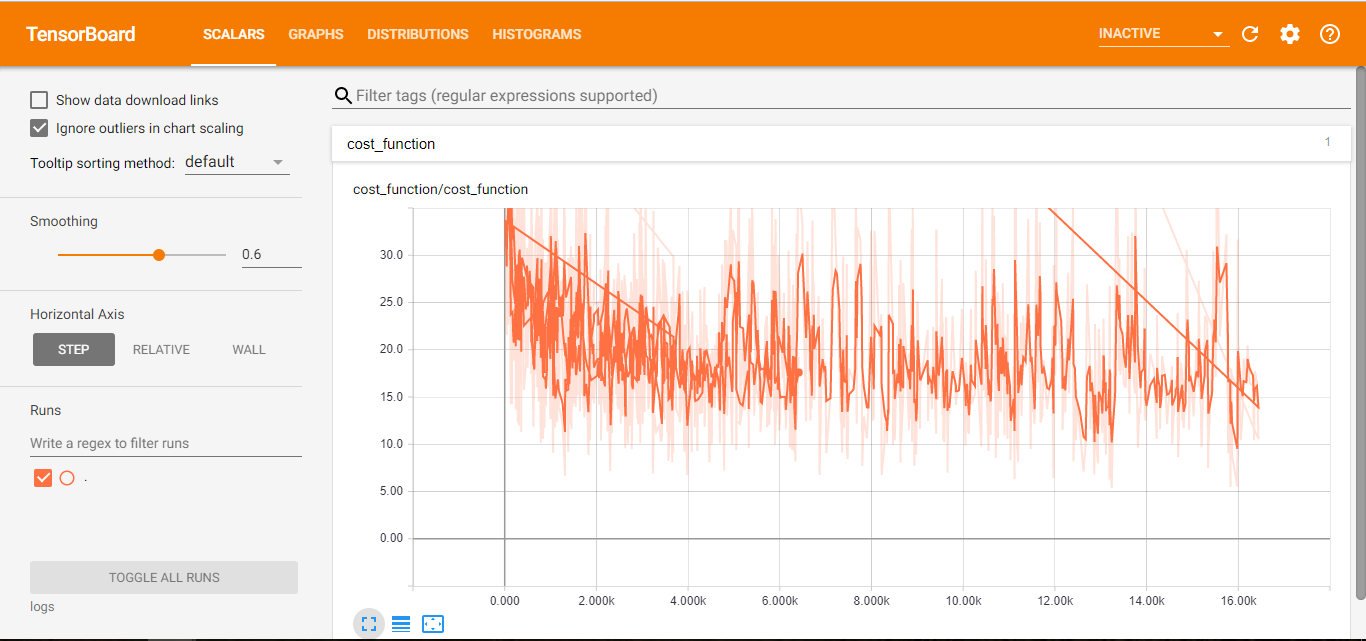 TensorBoard SCALARS GRAPHS DISTRIBUTIONS HISTOGRAMS INACTIVE
Show data download links
Ignore outliers in chart scaling
Tooltip sorting method: default
Smoothing
0.6
Horizontal Axis
STEP RELATIVE WALL
Runs
Write a regex to filter runs
.
TOGGLE ALL RUNS
logs
Filter tags (regular expressions supported)
cost_function 1
cost_function/cost_function
30.0
25.0
20.0
15.0
10.0
5.00
0.00
0.000 2.000k 4.000k 6.000k 8.000k 10.00k 12.00k 14.00k 16.00k